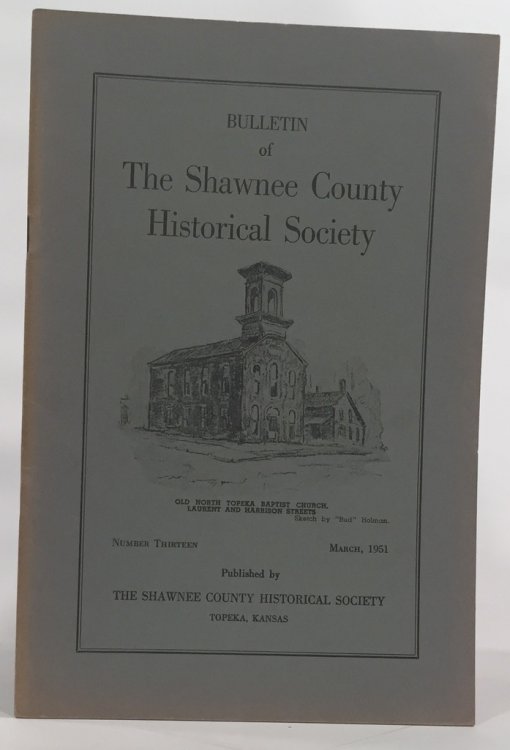 BULLETIN
of
The Shawnee County
Historical Society
OLD NORTH TOPEKA BAPTIST CHURCH,
LAURENT AND HARRISON STREETS
Sketch by "Bud" Holman.
NUMBER THIRTEEN
MARCH, 1951
Published by
THE SHAWNEE COUNTY HISTORICAL SOCIETY
TOPEKA, KANSAS